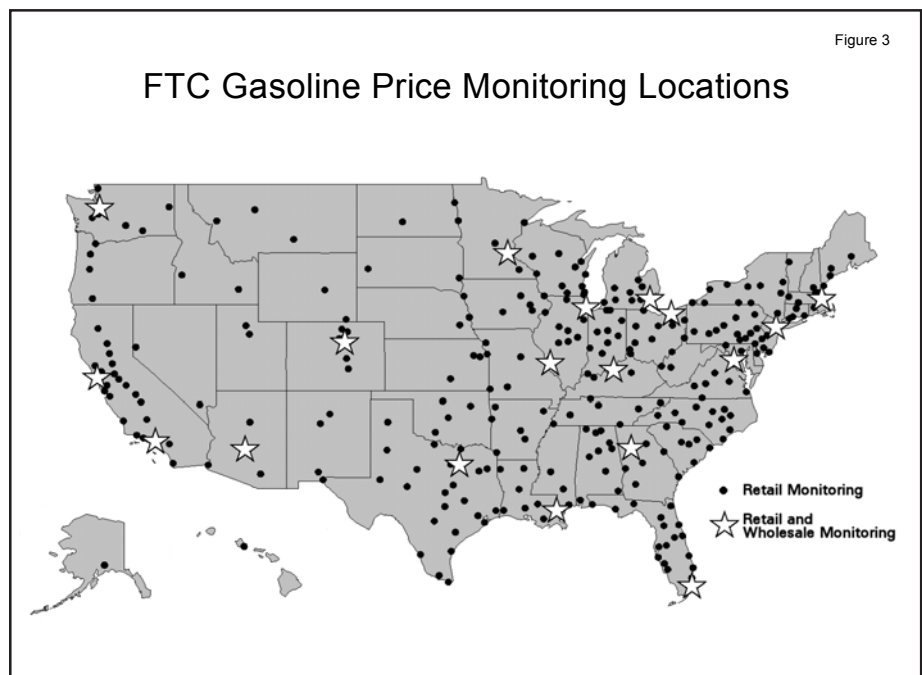 Figure 3
FTC Gasoline Price Monitoring Locations
Retail Monitoring
Retail and
Wholesale Monitoring